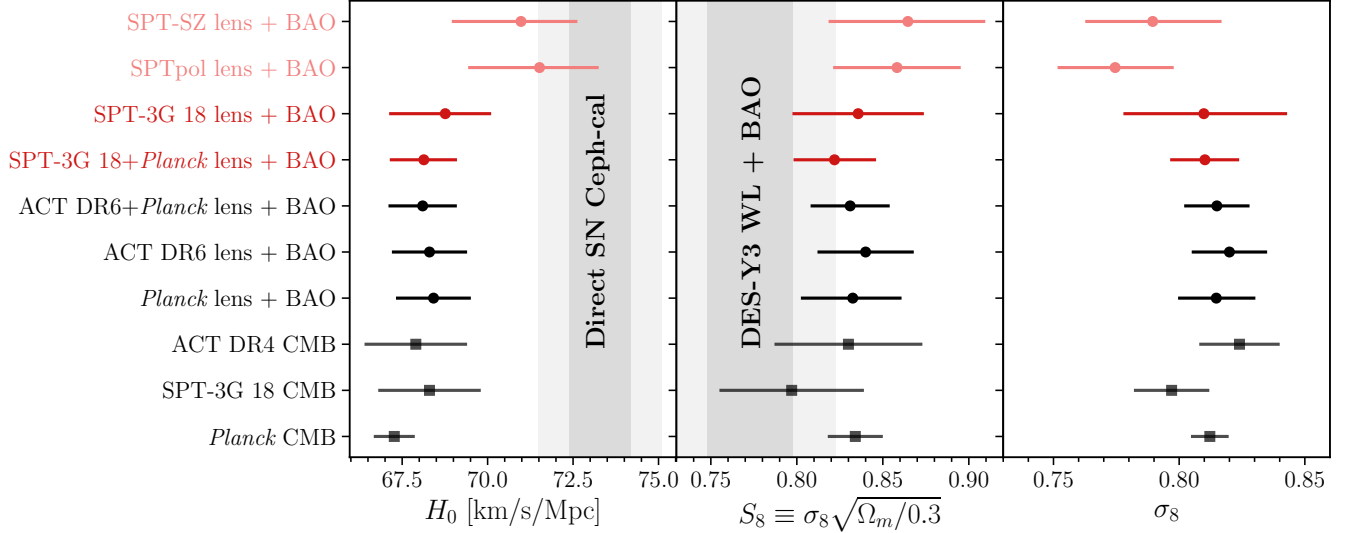 SPT-SZ lens + BAO
SPTpol lens + BAO
SPT-3G 18 lens + BAO
SPT-3G 18+Planck lens + BAO
ACT DR6+Planck lens + BAO
ACT DR6 lens + BAO
Planck lens + BAO
ACT DR4 CMB
SPT-3G 18 CMB
Planck CMB
Direct SN Ceph-cal
DES-Y3 WL + BAO
67.5 70.0 72.5 75.0
H₀ [km/s/Mpc]
0.75 0.80 0.85 0.90
S₈ ≡ σ₈√(Ωₘ/0.3)
0.75 0.80 0.85
σ₈